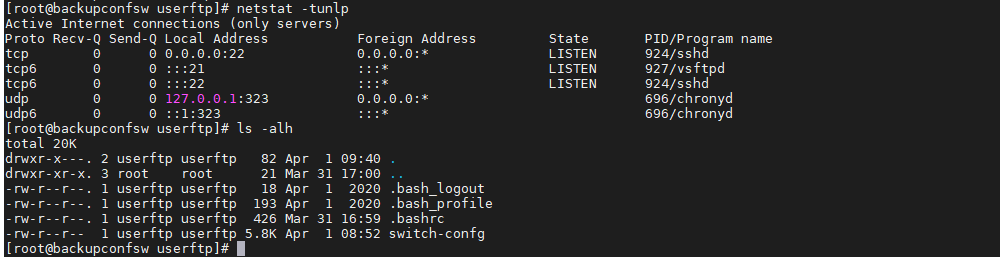 [root@backupconfsw userftp]# netstat -tunlp
Active Internet connections (only servers)
Proto Recv-Q Send-Q Local Address           Foreign Address         State       PID/Program name
tcp        0      0 0.0.0.0:22              0.0.0.0:*               LISTEN      924/sshd
tcp6       0      0 :::21                   :::*                    LISTEN      927/vsftpd
tcp6       0      0 :::22                   :::*                    LISTEN      924/sshd
udp        0      0 127.0.0.1:323           0.0.0.0:*                           696/chronyd
udp6       0      0 ::1:323                 :::*                                696/chronyd
[root@backupconfsw userftp]# ls -alh
total 20K
drwxr-x---. 2 userftp userftp   82 Apr  1 09:40 .
drwxr-xr-x. 3 root    root      21 Mar 31 17:00 ..
-rw-r--r--. 1 userftp userftp   18 Apr  1  2020 .bash_logout
-rw-r--r--. 1 userftp userftp  193 Apr  1  2020 .bash_profile
-rw-r--r--. 1 userftp userftp  426 Mar 31 16:59 .bashrc
-rw-r--r--  1 userftp userftp 5.8K Apr  1 08:52 switch-confg
[root@backupconfsw userftp]#